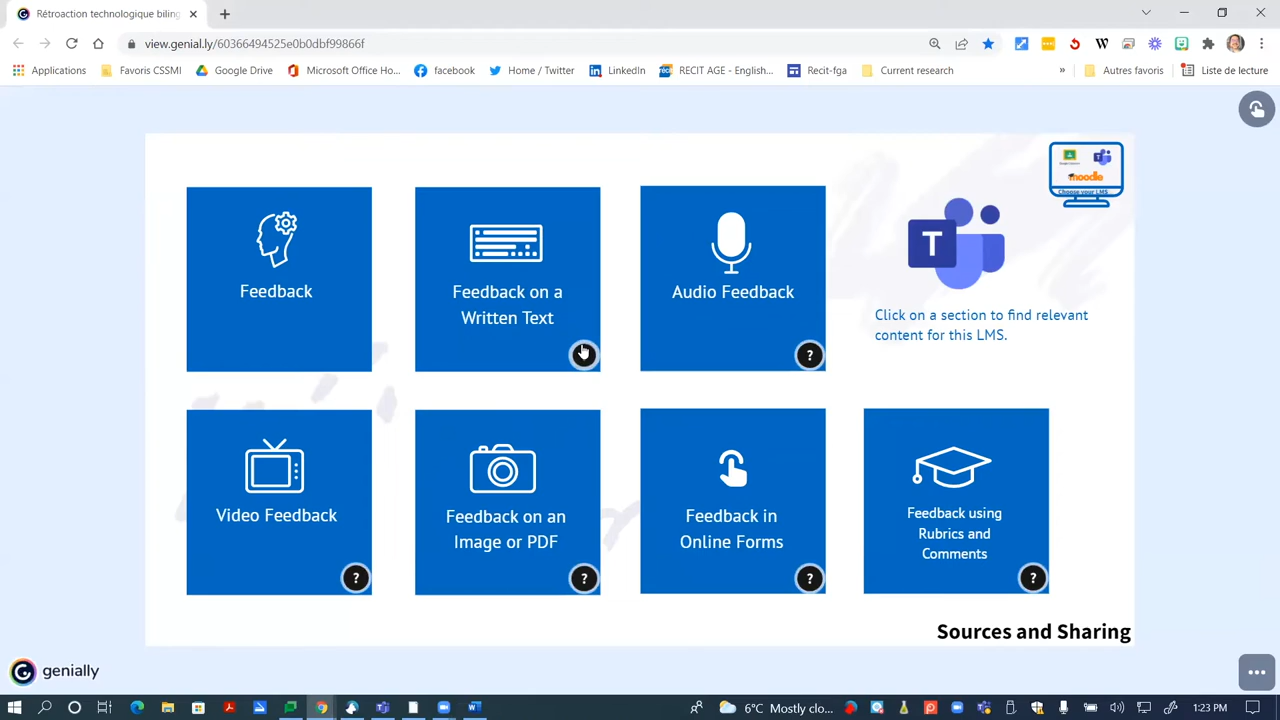 Rétroaction technologique biling
view.genial.ly/60366494525e0b0dbf99866f
Applications
Favoris CSSMI
Google Drive
Microsoft Office Ho...
facebook
Home / Twitter
LinkedIn
RECIT AGE - English...
Recit-fga
Current research
»
Autres favoris
Liste de lecture
moodle
Choose your LMS
T
Feedback
Feedback on a
Written Text
Audio Feedback
?
Click on a section to find relevant
content for this LMS.
Video Feedback
?
Feedback on an
Image or PDF
?
Feedback in
Online Forms
?
Feedback using
Rubrics and
Comments
?
Sources and Sharing
genially
6°C Mostly clo...
1:23 PM